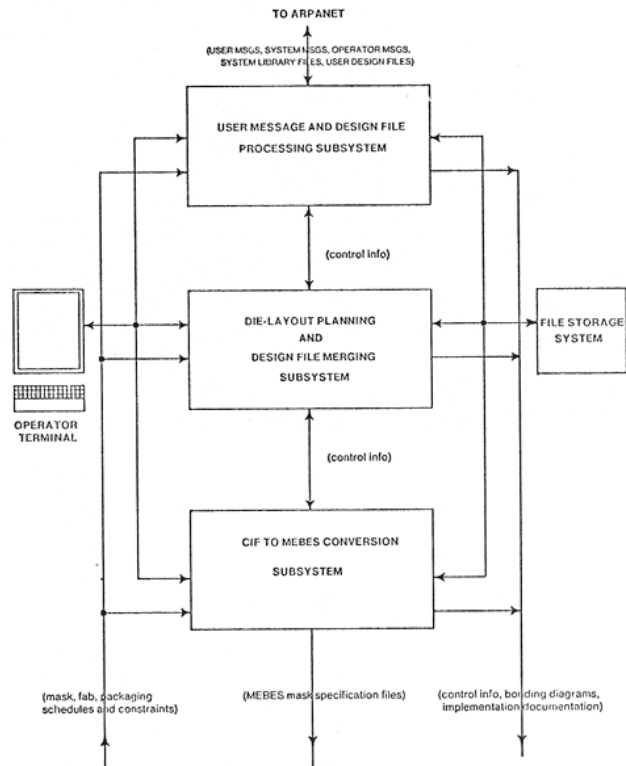 TO ARPANET
(USER MSGS, SYSTEM MSGS, OPERATOR MSGS,
SYSTEM LIBRARY FILES, USER DESIGN FILES)
USER MESSAGE AND DESIGN FILE
PROCESSING SUBSYSTEM
(control info)
DIE-LAYOUT PLANNING
AND
DESIGN FILE MERGING
SUBSYSTEM
FILE STORAGE
SYSTEM
OPERATOR
TERMINAL
(control info)
CIF TO MEBES CONVERSION
SUBSYSTEM
(mask, fab, packaging
schedules and constraints)
(MEBES mask specification files)
(control info, bonding diagrams,
implementation documentation)